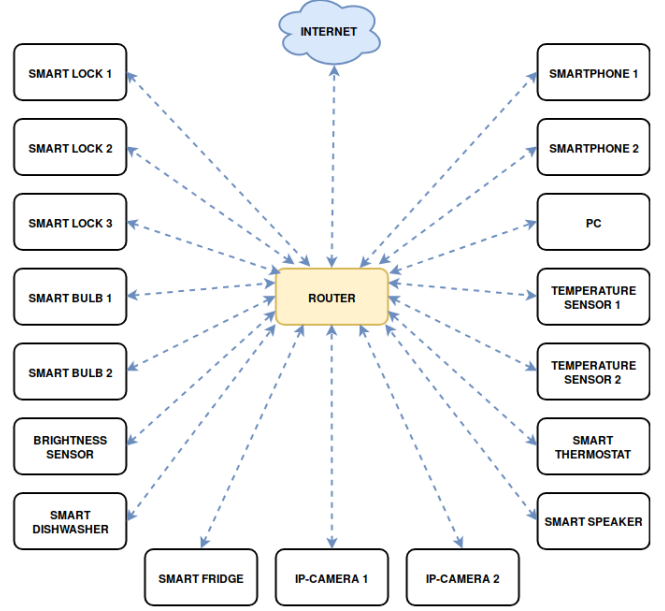 INTERNET
SMART LOCK 1
SMARTPHONE 1
SMART LOCK 2
SMARTPHONE 2
SMART LOCK 3
PC
SMART BULB 1
ROUTER
TEMPERATURE
SENSOR 1
SMART BULB 2
TEMPERATURE
SENSOR 2
BRIGHTNESS
SENSOR
SMART
THERMOSTAT
SMART
DISHWASHER
SMART SPEAKER
SMART FRIDGE
IP-CAMERA 1
IP-CAMERA 2